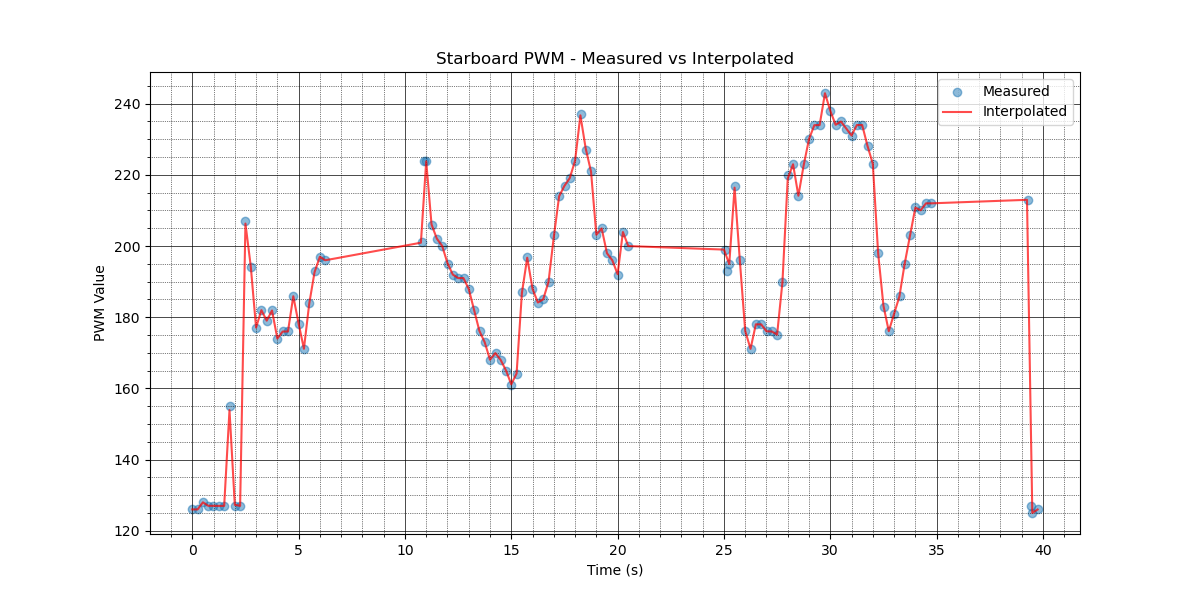 Starboard PWM - Measured vs Interpolated
Measured
Interpolated
PWM Value
240
220
200
180
160
140
120
0 5 10 15 20 25 30 35 40
Time (s)